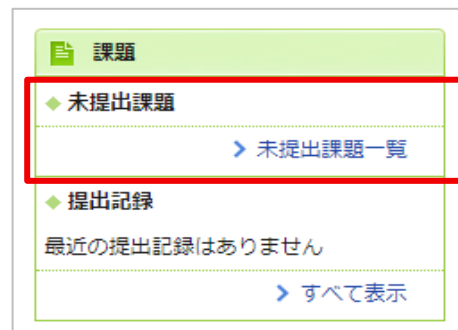 課題
未提出課題
未提出課題一覧
提出記録
最近の提出記録はありません
すべて表示